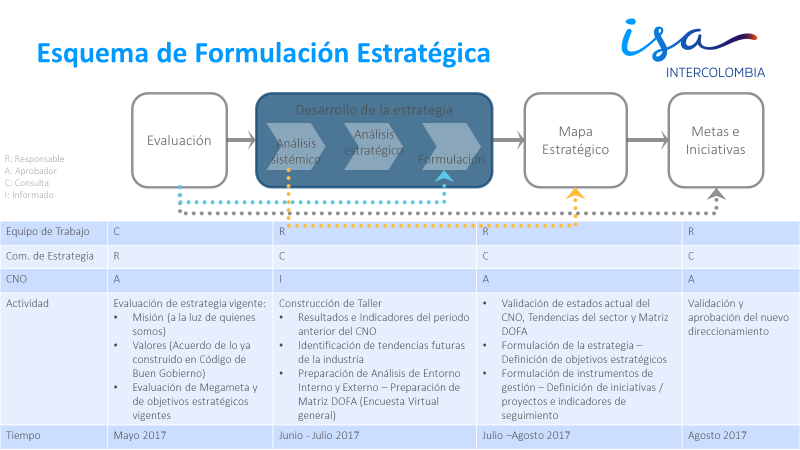 Esquema de Formulación Estratégica
isa
INTERCOLOMBIA
Evaluación
Desarrollo de la estrategia
Análisis
sistémico
Análisis
estratégico
Formulación
Mapa
Estratégico
Metas e
Iniciativas
R: Responsable
A: Aprobador
C: Consulta
I: Informado
Equipo de Trabajo C R R R
Com. de Estrategia R C C C
CNO A I A A
Actividad
Evaluación de estrategia vigente:
• Misión (a la luz de quienes
somos)
• Valores (Acuerdo de lo ya
construido en Código de
Buen Gobierno)
• Evaluación de Megameta y
de objetivos estratégicos
vigentes
Construcción de Taller
• Resultados e Indicadores del periodo
anterior del CNO
• Identificación de tendencias futuras
de la industria
• Preparación de Análisis de Entorno
Interno y Externo – Preparación de
Matriz DOFA (Encuesta Virtual
general)
• Validación de estados actual del
CNO, Tendencias del sector y Matriz
DOFA
• Formulación de la estrategia –
Definición de objetivos estratégicos
• Formulación de instrumentos de
gestión – Definición de iniciativas /
proyectos e indicadores de
seguimiento
Validación y
aprobación del nuevo
direccionamiento
Tiempo Mayo 2017 Junio - Julio 2017 Julio –Agosto 2017 Agosto 2017